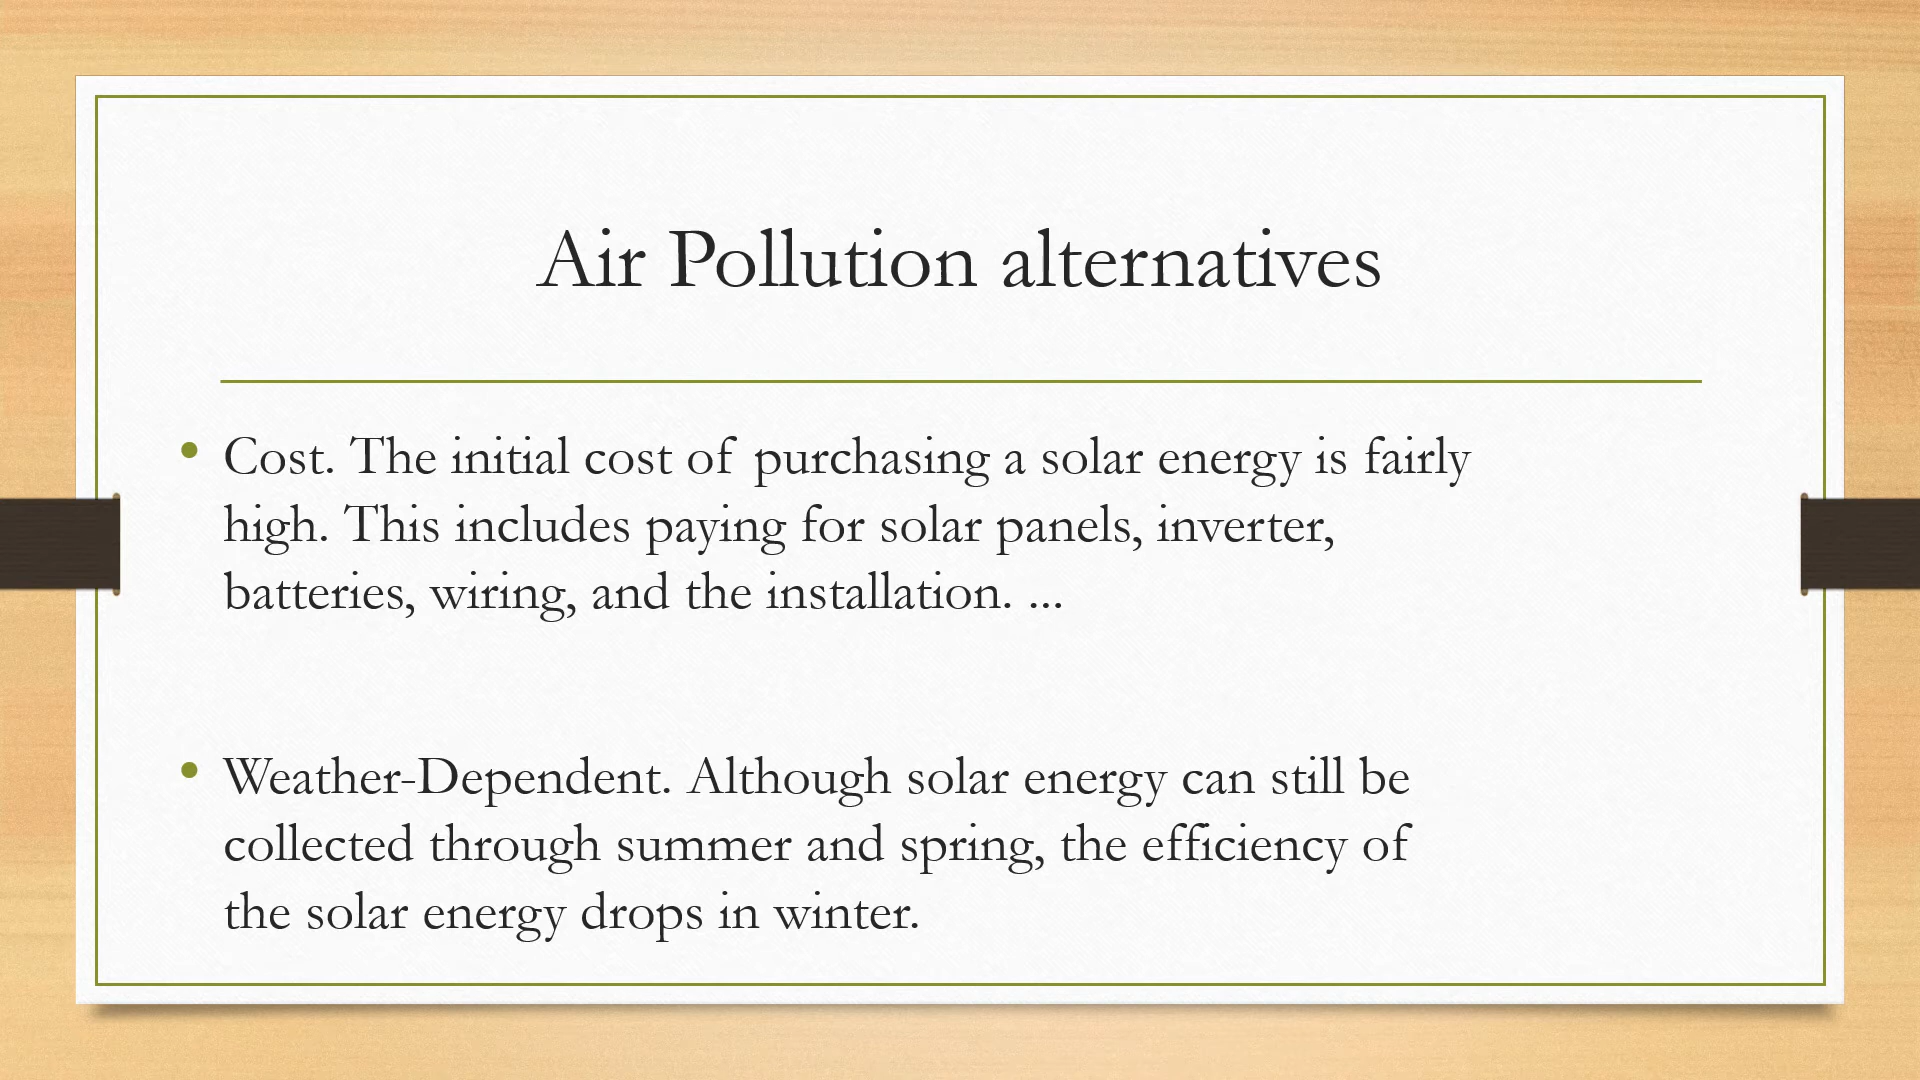 Air Pollution alternatives
• Cost. The initial cost of purchasing a solar energy is fairly
high. This includes paying for solar panels, inverter,
batteries, wiring, and the installation. ...
• Weather-Dependent. Although solar energy can still be
collected through summer and spring, the efficiency of
the solar energy drops in winter.